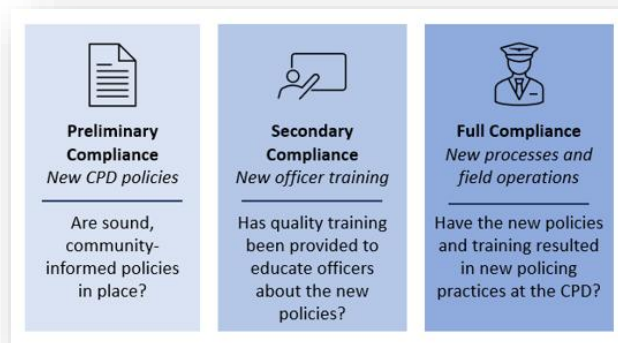 Preliminary
Compliance
New CPD policies
Are sound,
community-
informed policies
in place?
Secondary
Compliance
New officer training
Has quality training
been provided to
educate officers
about the new
policies?
Full Compliance
New processes and
field operations
Have the new policies
and training resulted
in new policing
practices at the CPD?